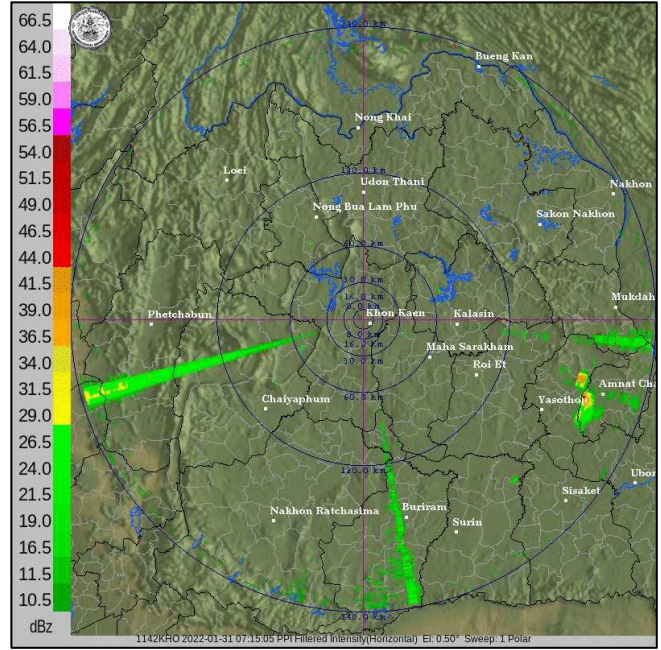 66.5
64.0
61.5
59.0
56.5
54.0
51.5
49.0
46.5
44.0
41.5
39.0
36.5
34.0
31.5
29.0
26.5
24.0
21.5
19.0
16.5
11.5
10.5
dBz
Bueng Kan
Nong Khai
Loei
Udon Thani
Nakhon
Nong Bua Lam Phu
Sakon Nakhon
Mukdah
Phetchabun
Khon Kaen
Kalasin
Maha Sarakham
Roi Et
Amnat Cha
Chaiyaphum
Yasothon
60.0 km
120.0 km
Ubon
Sisaket
Nakhon Ratchasima
Buriram
Surin
1142KHO 2022-01-31 07:15:05 PPI Filtered Intensity(Horizontal) El: 0.50° Sweep: 1 Polar